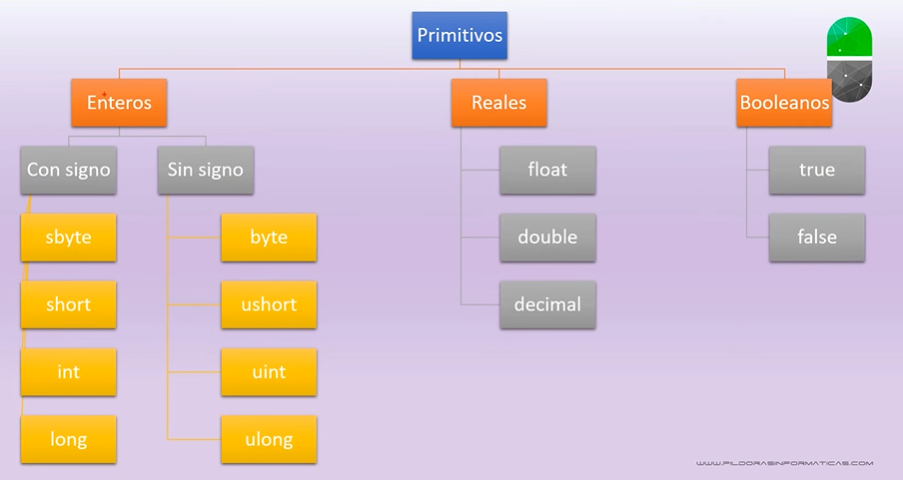 Primitivos
Enteros
Reales
Booleanos
Con signo
Sin signo
float
true
sbyte
byte
double
false
short
ushort
decimal
int
uint
long
ulong
WWW.PILDORASINFORMATICAS.COM